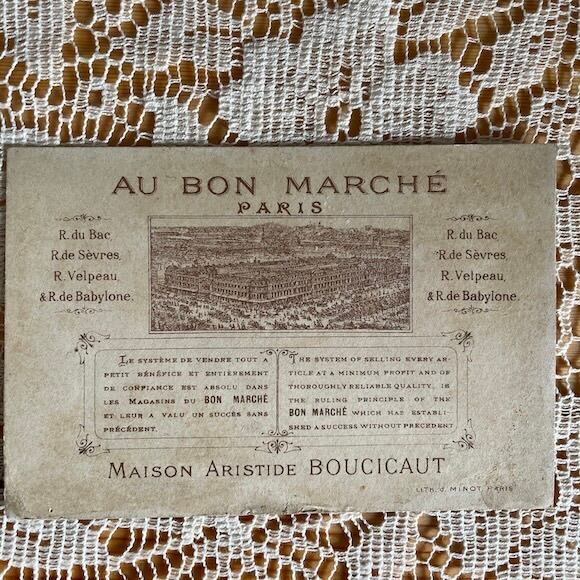 AU BON MARCHÉ
PARIS
R. du Bac,
R. de Sèvres,
R. Velpeau,
& R. de Babylone.
R. du Bac
R. de Sèvres,
R. Velpeau,
& R. de Babylone.
LE SYSTÈME DE VENDRE TOUT A
PETIT BÉNÉFICE ET ENTIÈREMENT
DE CONFIANCE EST ABSOLU DANS
LES MAGASINS DU BON MARCHÉ
ET LEUR A VALU UN SUCCÈS SANS
PRÉCÉDENT.
THE SYSTEM OF SELLING EVERY AR-
TICLE AT A MINIMUM PROFIT AND OF
THOROUGHLY RELIABLE QUALITY, IS
THE RULING PRINCIPLE OF THE
BON MARCHÉ WHICH HAS ESTABLI-
SHED A SUCCESS WITHOUT PRECEDENT
MAISON ARISTIDE BOUCICAUT
LITH. J. MINOT, PARIS